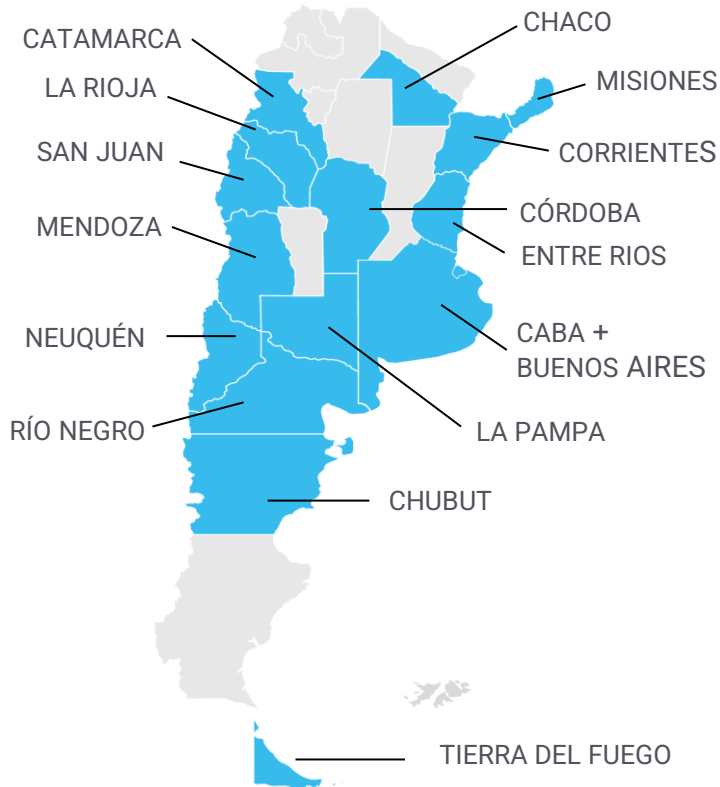 CATAMARCA
CHACO
LA RIOJA
MISIONES
SAN JUAN
CORRIENTES
MENDOZA
CÓRDOBA
ENTRE RIOS
NEUQUÉN
CABA +
BUENOS AIRES
RÍO NEGRO
LA PAMPA
CHUBUT
TIERRA DEL FUEGO